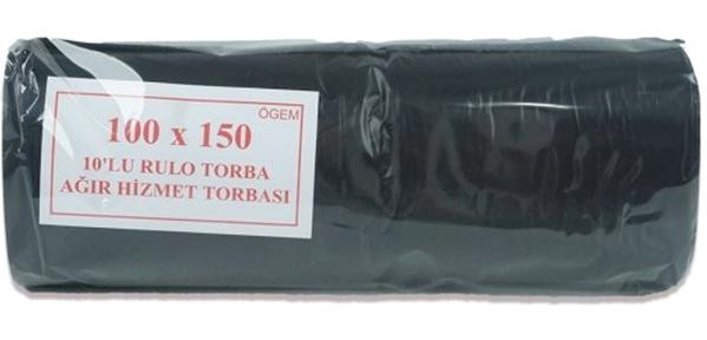 ÖGEM
100 x 150
10'LU RULO TORBA
AĞIR HİZMET TORBASI